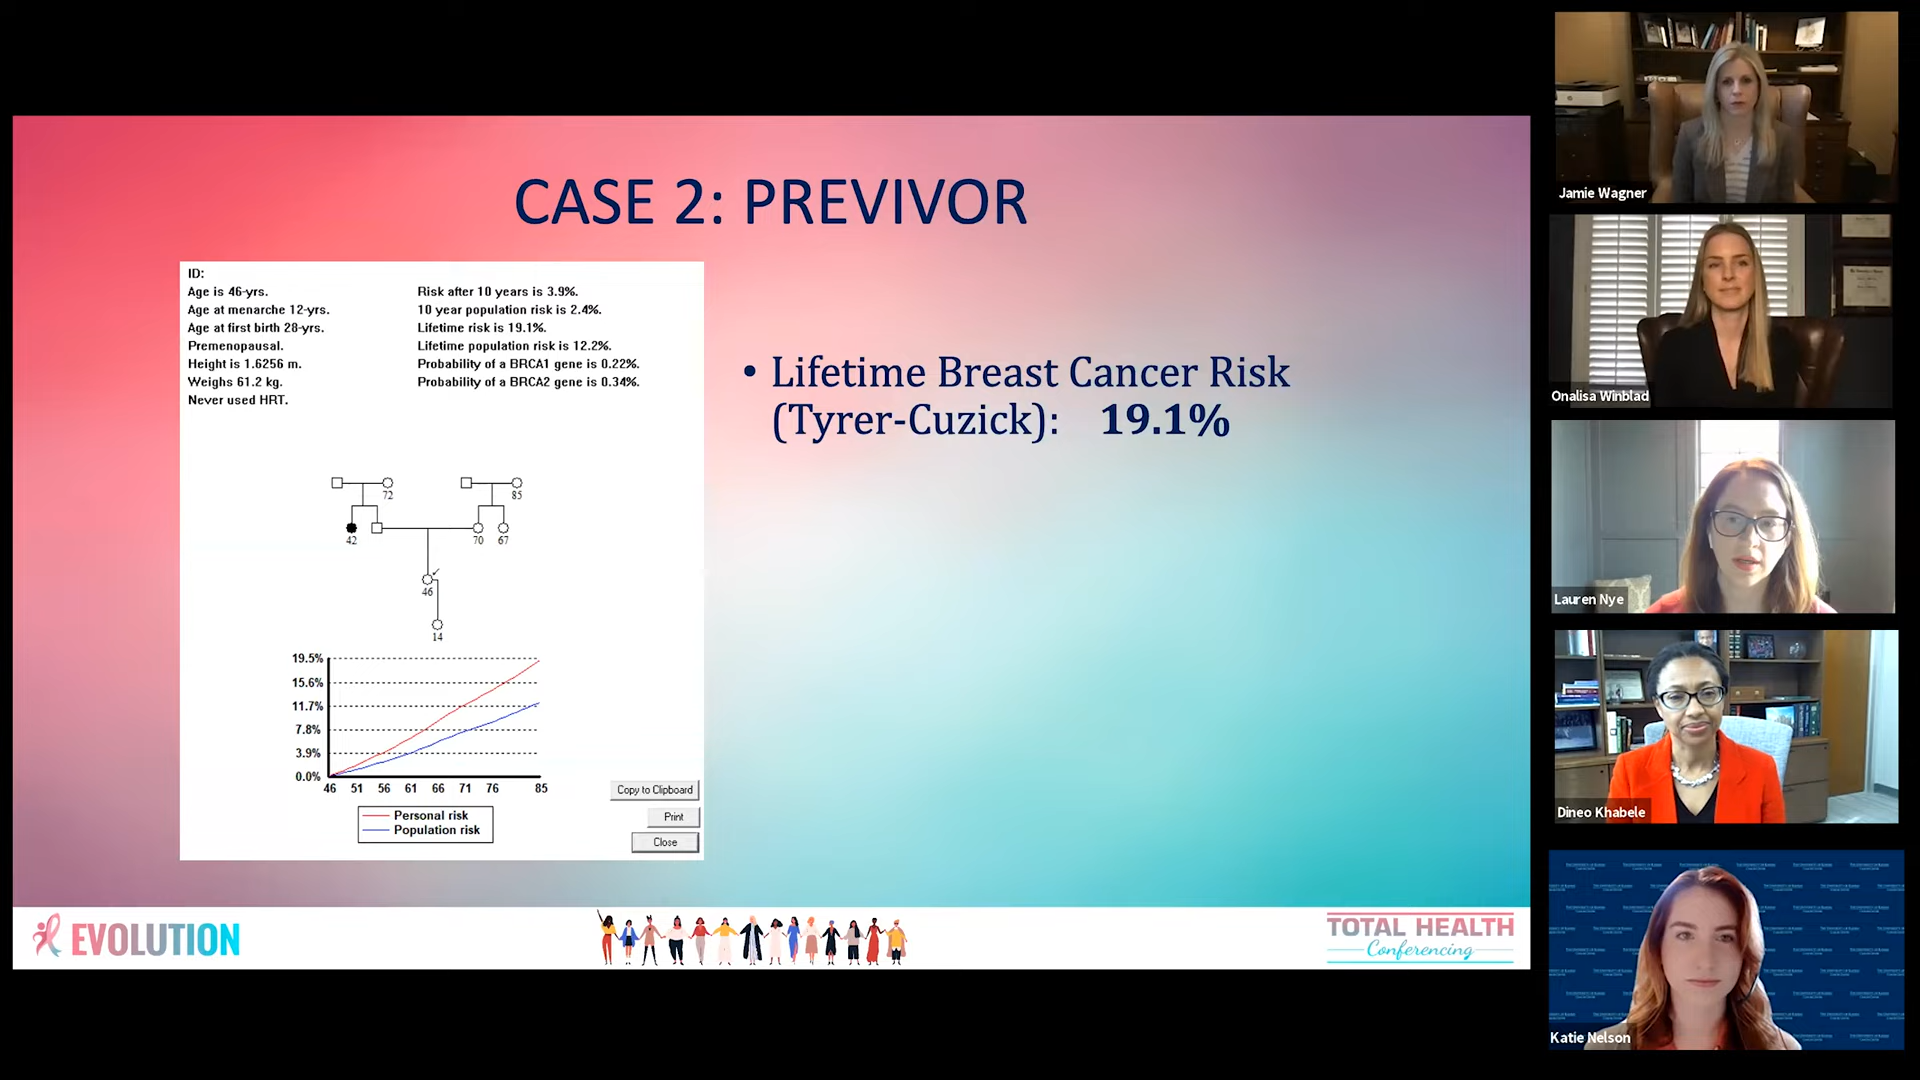 CASE 2: PREVIVOR
ID:
Age is 46-yrs.
Age at menarche 12-yrs.
Age at first birth 28-yrs.
Premenopausal.
Height is 1.6256 m.
Weighs 61.2 kg.
Never used HRT.
Risk after 10 years is 3.9%.
10 year population risk is 2.4%.
Lifetime risk is 19.1%.
Lifetime population risk is 12.2%.
Probability of a BRCA1 gene is 0.22%.
Probability of a BRCA2 gene is 0.34%.
72
85
42
70
67
46
14
19.5%
15.6%
11.7%
7.8%
3.9%
0.0%
46 51 56 61 66 71 76 85
Personal risk
Population risk
Copy to Clipboard
Print
Close
• Lifetime Breast Cancer Risk
(Tyrer-Cuzick): 19.1%
EVOLUTION
TOTAL HEALTH
Conferencing
Jamie Wagner
Onalisa Winblad
Lauren Nye
Dineo Khabele
Katie Nelson